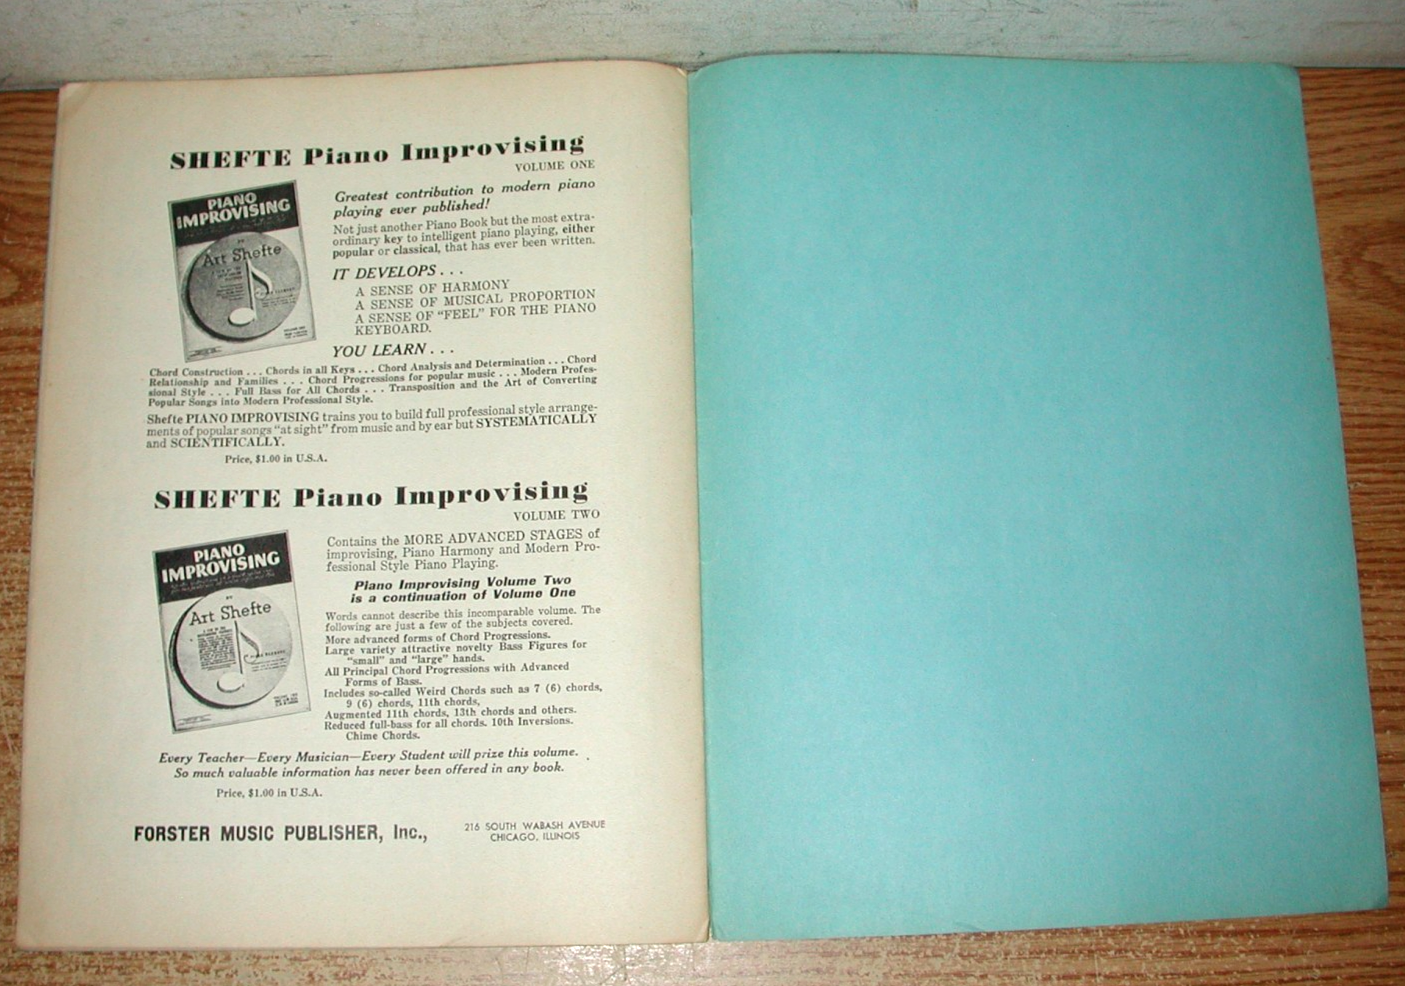 SHEFTE Piano Improvising
VOLUME ONE
PIANO
IMPROVISING
BY
Art Shefte
Greatest contribution to modern piano
playing ever published!
Not just another Piano Book but the most extra-
ordinary key to intelligent piano playing, either
popular or classical, that has ever been written.
IT DEVELOPS . . .
A SENSE OF HARMONY
A SENSE OF MUSICAL PROPORTION
A SENSE OF "FEEL" FOR THE PIANO
KEYBOARD.
YOU LEARN . . .
Chord Construction . . . Chords in all Keys . . . Chord Analysis and Determination . . . Chord
Relationship and Families . . . Chord Progressions for popular music . . . Modern Profes-
sional Style . . . Full Bass for All Chords . . . Transposition and the Art of Converting
Popular Songs into Modern Professional Style.
Shefte PIANO IMPROVISING trains you to build full professional style arrange-
ments of popular songs "at sight" from music and by ear but SYSTEMATICALLY
and SCIENTIFICALLY.
Price, $1.00 in U.S.A.
SHEFTE Piano Improvising
VOLUME TWO
PIANO
IMPROVISING
BY
Art Shefte
Contains the MORE ADVANCED STAGES of
improvising, Piano Harmony and Modern Pro-
fessional Style Piano Playing.
Piano Improvising Volume Two
is a continuation of Volume One
Words cannot describe this incomparable volume. The
following are just a few of the subjects covered.
More advanced forms of Chord Progressions.
Large variety attractive novelty Bass Figures for
"small" and "large" hands.
All Principal Chord Progressions with Advanced
Forms of Bass.
Includes so-called Weird Chords such as 7 (6) chords,
9 (6) chords, 11th chords,
Augmented 11th chords, 13th chords and others.
Reduced full-bass for all chords. 10th Inversions.
Chime Chords.
Every Teacher—Every Musician—Every Student will prize this volume.
So much valuable information has never been offered in any book.
Price, $1.00 in U.S.A.
FORSTER MUSIC PUBLISHER, Inc.,
216 SOUTH WABASH AVENUE
CHICAGO, ILLINOIS